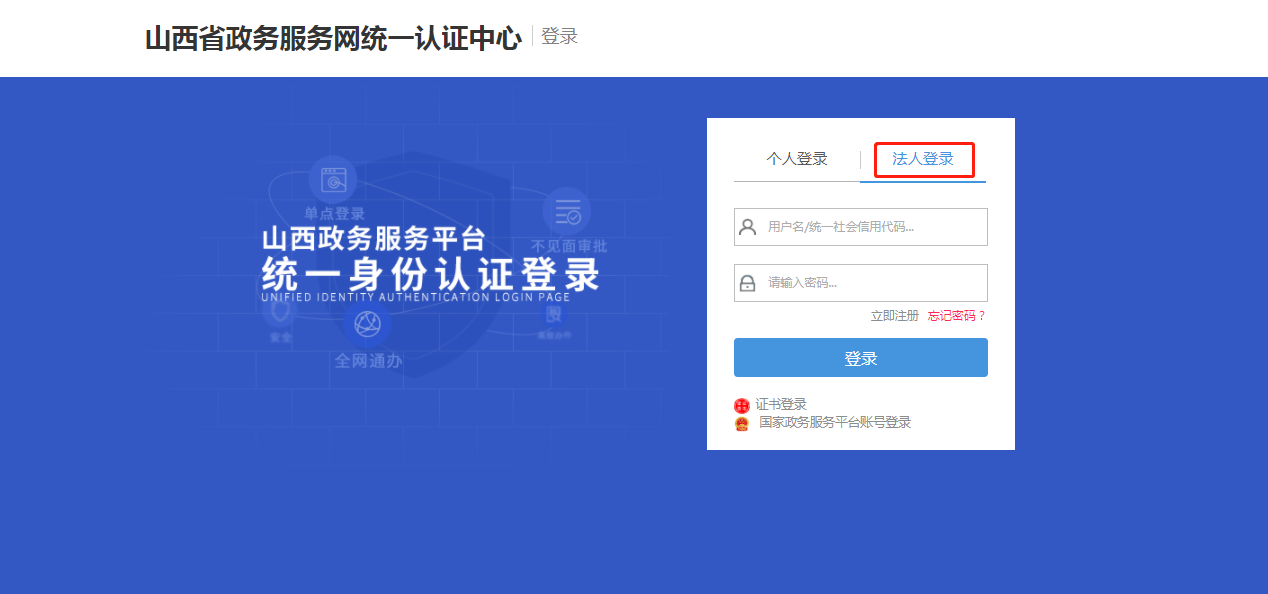 山西省政务服务网统一认证中心
登录
个人登录
法人登录
单点登录
不见面审批
山西政务服务平台
统一身份认证登录
UNIFIED IDENTITY AUTHENTICATION LOGIN PAGE
安全
全网通办
用户名/统一社会信用代码...
请输入密码...
立即注册 忘记密码？
登录
证书登录
国家政务服务平台账号登录